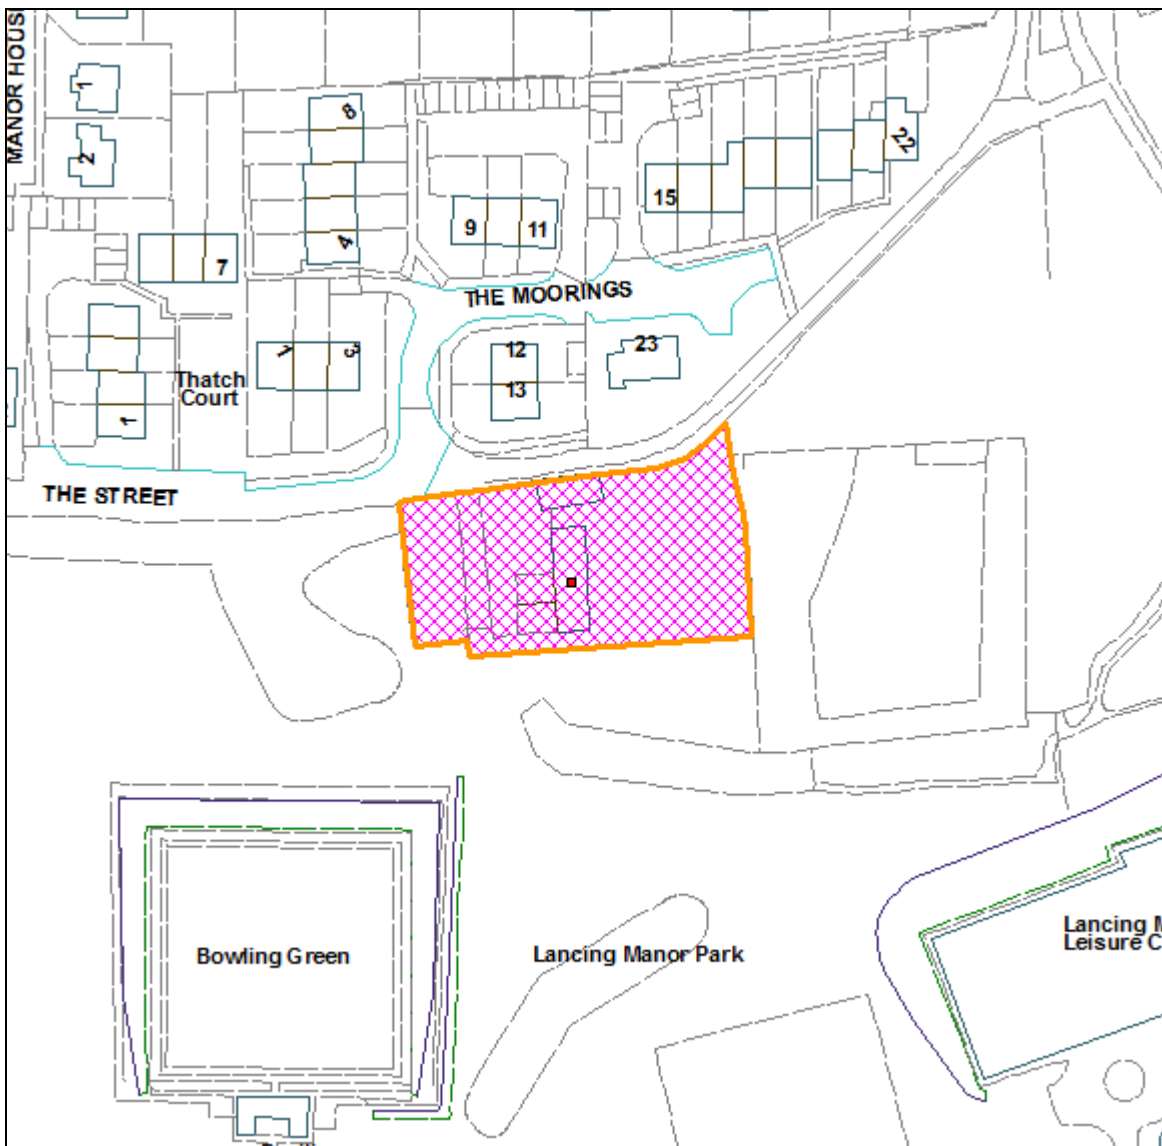 MANOR HOUS
1
2
8
4
7
9
11
15
22
THE MOORINGS
12
13
23
1
3
Thatch
Court
1
THE STREET
Bowling Green
Lancing Manor Park
Lancing M
Leisure C